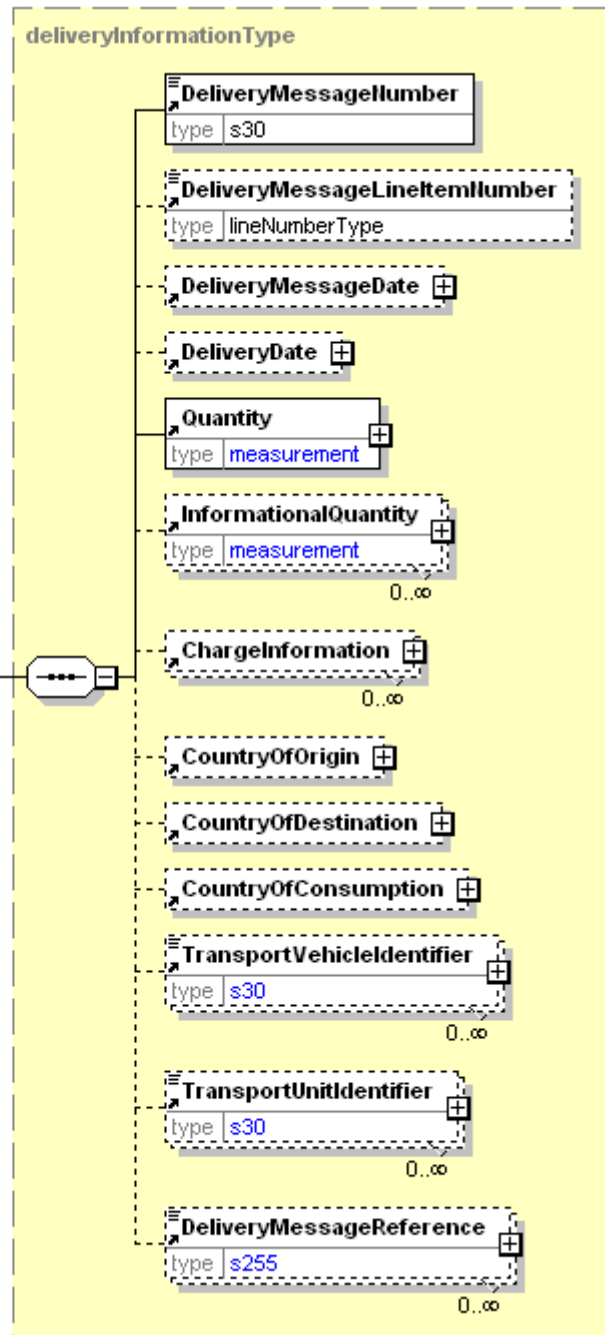 deliveryInformationType
DeliveryMessageNumber
type s30
DeliveryMessageLineItemNumber
type lineNumberType
DeliveryMessageDate
DeliveryDate
Quantity
type measurement
InformationalQuantity
type measurement
0..∞
ChargeInformation
0..∞
CountryOfOrigin
CountryOfDestination
CountryOfConsumption
TransportVehicleIdentifier
type s30
0..∞
TransportUnitIdentifier
type s30
0..∞
DeliveryMessageReference
type s255
0..∞